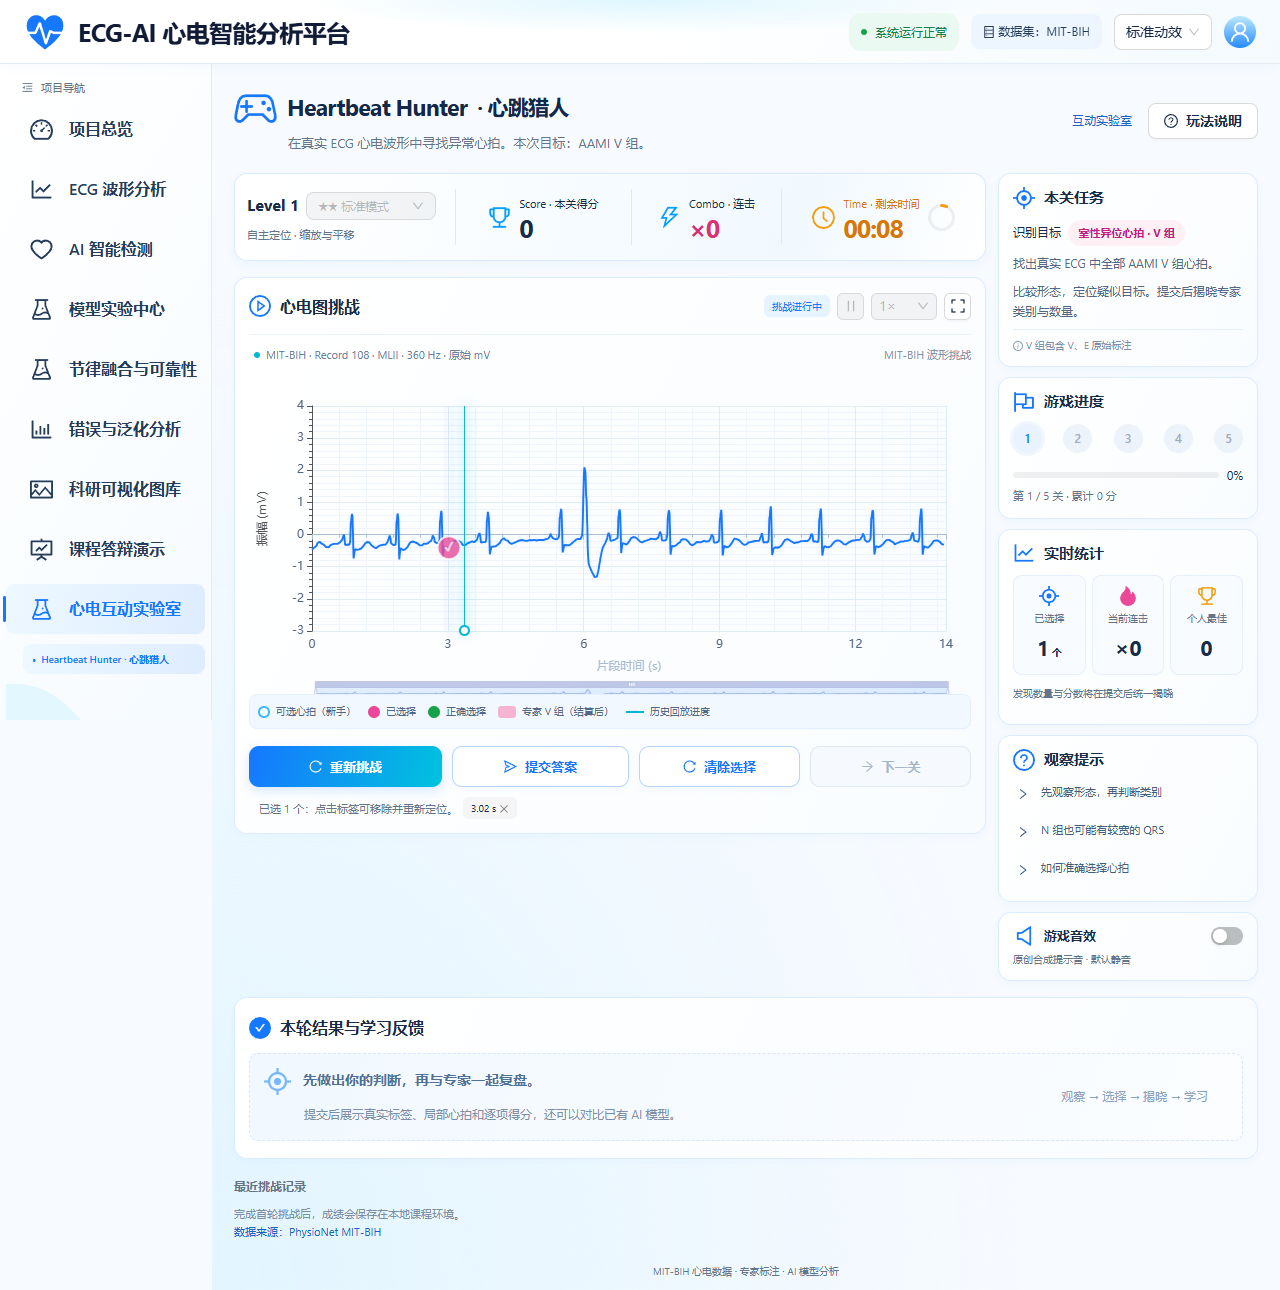 ECG-AI 心电智能分析平台
系统运行正常
数据集：MIT-BIH
标准动效
项目导航
项目总览
ECG 波形分析
AI 智能检测
模型实验中心
节律融合与可靠性
错误与泛化分析
科研可视化图库
课程答辩演示
心电互动实验室
Heartbeat Hunter · 心跳猎人
Heartbeat Hunter · 心跳猎人
在真实 ECG 心电波形中寻找异常心拍。本次目标：AAMI V 组。
互动实验室
玩法说明
Level 1
★★ 标准模式
自主定位 · 缩放与平移
Score · 本关得分
0
Combo · 连击
×0
Time · 剩余时间
00:08
心电图挑战
挑战进行中
1×
MIT-BIH · Record 108 · MLII · 360 Hz · 原始 mV
MIT-BIH 波形挑战
振幅 (mV)
4
3
2
1
0
-1
-2
-3
0
3
6
9
12
14
片段时间 (s)
可选心拍（新手）
已选择
正确选择
专家 V 组（结算后）
历史回放进度
重新挑战
提交答案
清除选择
下一关
已选 1 个：点击标签可移除并重新定位。
3.02 s
本关任务
识别目标
室性异位心拍 · V 组
找出真实 ECG 中全部 AAMI V 组心拍。
比较形态，定位疑似目标。提交后揭晓专家
类别与数量。
V 组包含 V、E 原始标注
游戏进度
1
2
3
4
5
0%
第 1 / 5 关 · 累计 0 分
实时统计
已选择
1 个
当前连击
×0
个人最佳
0
发现数量与分数将在提交后统一揭晓
观察提示
先观察形态，再判断类别
N 组也可能有较宽的 QRS
如何准确选择心拍
游戏音效
原创合成提示音 · 默认静音
本轮结果与学习反馈
先做出你的判断，再与专家一起复盘。
提交后展示真实标签、局部心拍和逐项得分，还可以对比已有 AI 模型。
观察 → 选择 → 揭晓 → 学习
最近挑战记录
完成首轮挑战后，成绩会保存在本地课程环境。
数据来源：PhysioNet MIT-BIH
MIT-BIH 心电数据 · 专家标注 · AI 模型分析